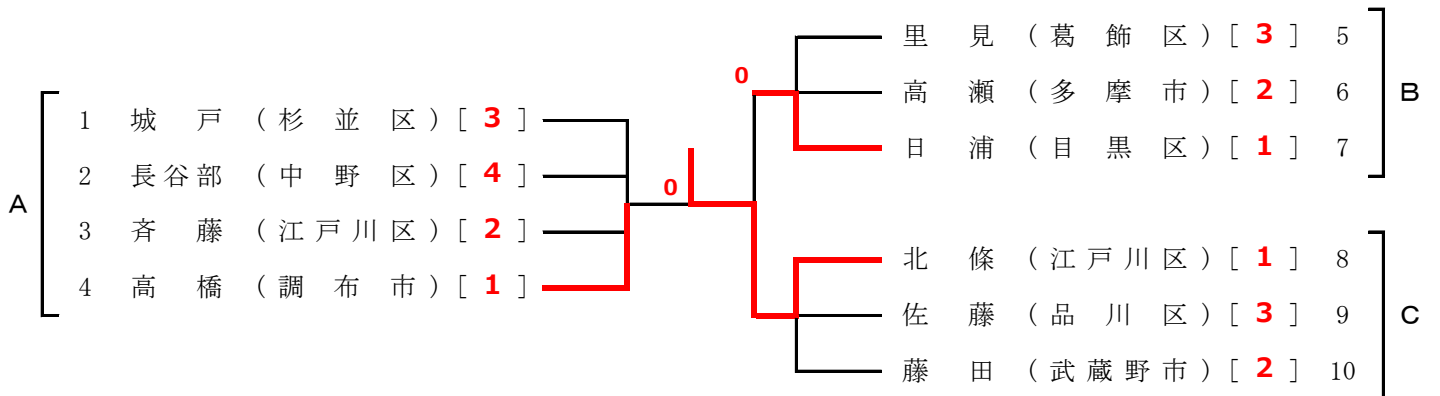 A
1 城戸 (杉並区) [ 3 ]
2 長谷部 (中野区) [ 4 ]
3 斉藤 (江戸川区) [ 2 ]
4 高橋 (調布市) [ 1 ]
0
0
里見 (葛飾区) [ 3 ] 5
高瀬 (多摩市) [ 2 ] 6
日浦 (目黒区) [ 1 ] 7
B
北條 (江戸川区) [ 1 ] 8
佐藤 (品川区) [ 3 ] 9
藤田 (武蔵野市) [ 2 ] 10
C